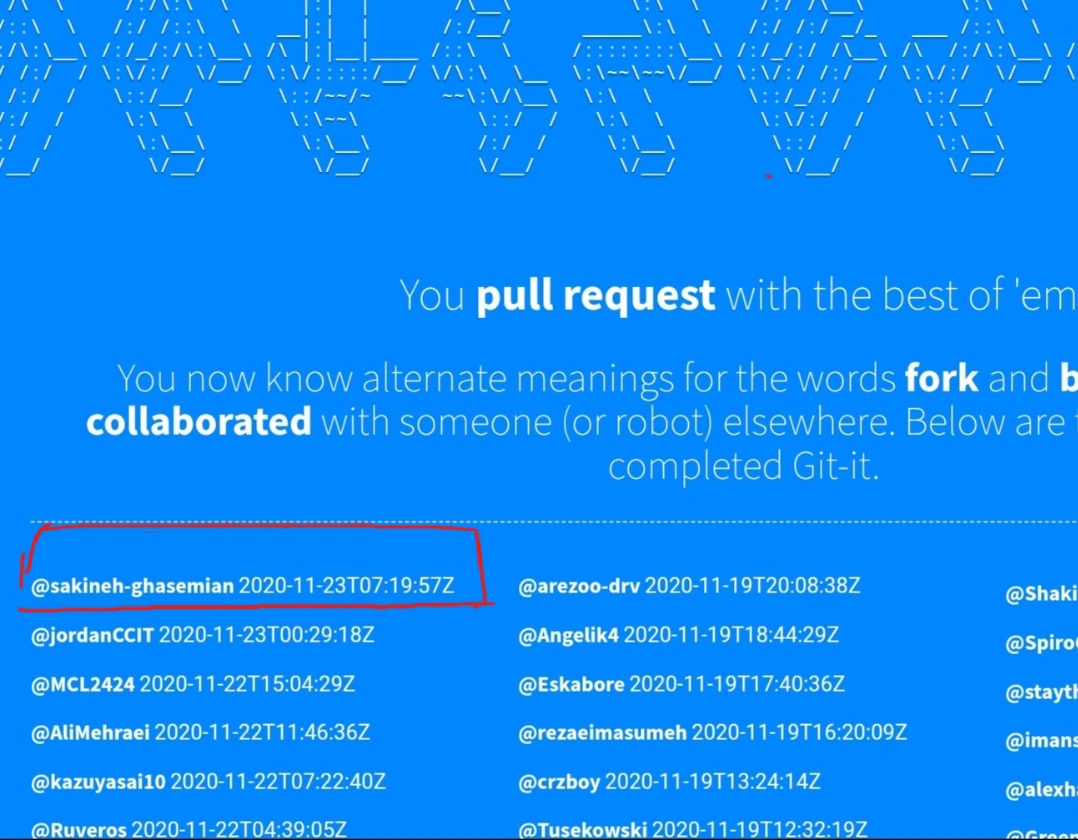 You pull request with the best of 'em
You now know alternate meanings for the words fork and b
collaborated with someone (or robot) elsewhere. Below are
completed Git-it.
@sakineh-ghasemian 2020-11-23T07:19:57Z
@jordanCCIT 2020-11-23T00:29:18Z
@MCL2424 2020-11-22T15:04:29Z
@AliMehraei 2020-11-22T11:46:36Z
@kazuyasai10 2020-11-22T07:22:40Z
@Ruveros 2020-11-22T04:39:05Z
@arezoo-drv 2020-11-19T20:08:38Z
@Angelik4 2020-11-19T18:44:29Z
@Eskabore 2020-11-19T17:40:36Z
@rezaeimasumeh 2020-11-19T16:20:09Z
@crzboy 2020-11-19T13:24:14Z
@Tusekowski 2020-11-19T12:32:19Z
@Shaki
@Spiro
@stayt
@imans
@alexha
@Green